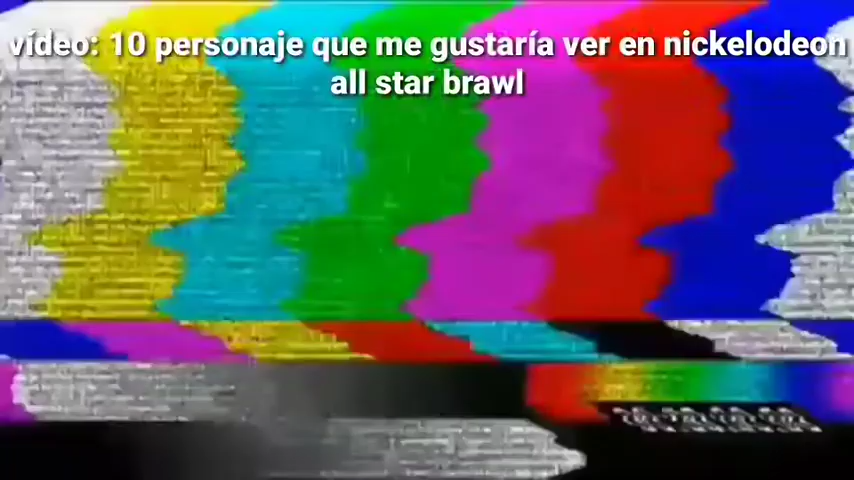 vídeo: 10 personaje que me gustaría ver en nickelodeon
all star brawl